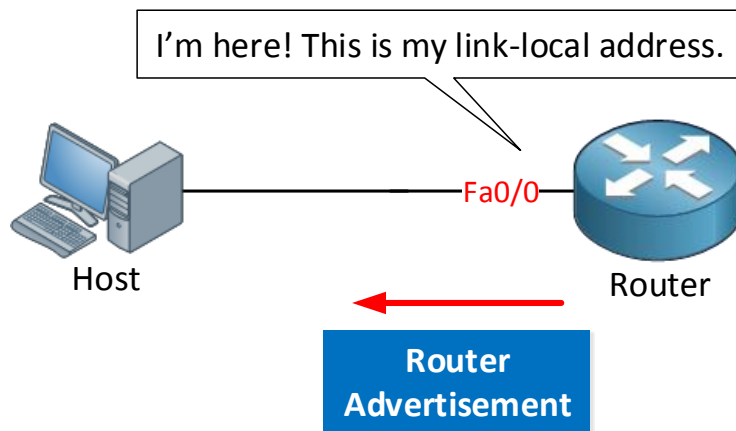 I’m here! This is my link-local address.
Fa0/0
Host
Router
Router
Advertisement